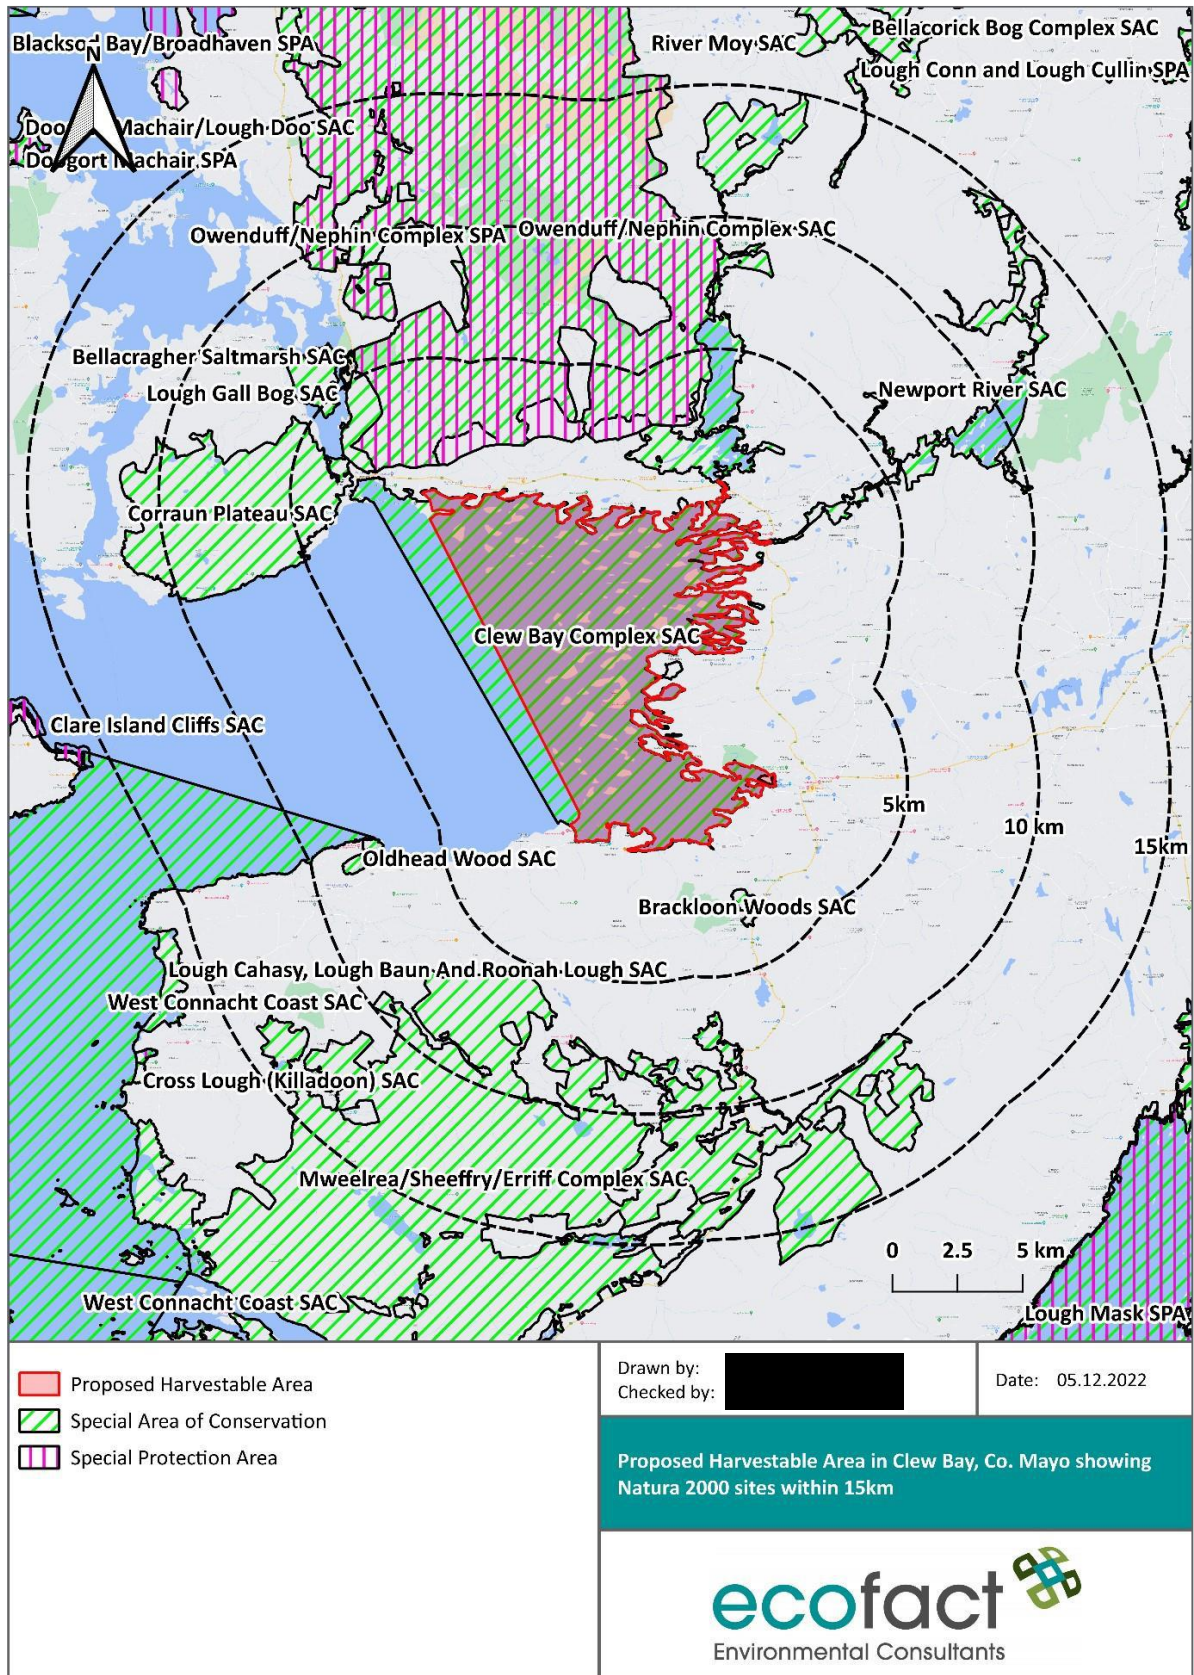 Bellacorick Bog Complex SAC
Blacksod Bay/Broadhaven SPA
River Moy SAC
N
Lough Conn and Lough Cullin SPA
Machair/Lough Doo SAC
Machair SPA
Owenduff/Nephin Complex SPA
Owenduff/Nephin Complex SAC
Bellacragher Saltmarsh SAC
Lough Gall Bog SAC
Newport River SAC
Corraun Plateau SAC
Clew Bay Complex SAC
Clare Island Cliffs SAC
5km
10 km
15km
Oldhead Wood SAC
Brackloon Woods SAC
Lough Cahasy, Lough Baun And Roonah Lough SAC
West Connacht Coast SAC
Cross Lough (Killadoon) SAC
Mweelrea/Sheeffry/Erriff Complex SAC
0 2.5 5 km
West Connacht Coast SAC
Lough Mask SPA
Proposed Harvestable Area
Special Area of Conservation
Special Protection Area
Drawn by:
Checked by:
Date: 05.12.2022
Proposed Harvestable Area in Clew Bay, Co. Mayo showing
Natura 2000 sites within 15km
ecofact
Environmental Consultants